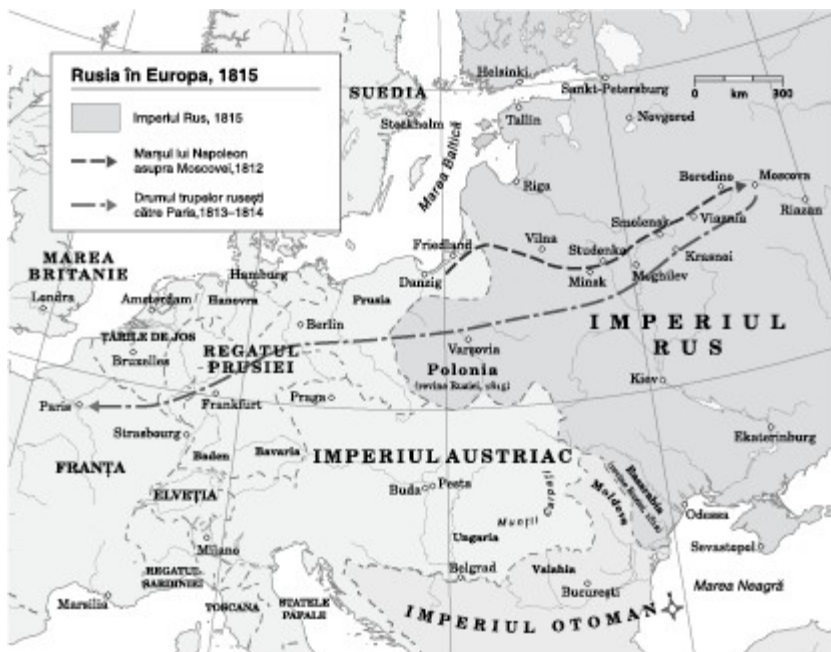 Rusia în Europa, 1815
Imperiul Rus, 1815
Marșul lui Napoleon
asupra Moscovei, 1812
Drumul trupelor rusești
către Paris, 1813–1814
SUEDIA
Helsinki
Sankt-Petersburg
km
300
Stockholm
Tallin
Novgorod
Marea Baltică
Riga
Borodino
Moscova
Viazma
Riazan
Smolensk
MAREA
BRITANIE
Friedland
Vilna
Studenka
Krasnoi
Hamburg
Danzig
Minsk
Moghilev
Londra
Amsterdam
Hanovra
Prusia
Berlin
ȚĂRILE DE JOS
IMPERIUL
RUS
Bruxelles
REGATUL
PRUSIEI
Varșovia
Polonia
(revine Rusiei, 1815)
Kiev
Paris
Frankfurt
Praga
Strasbourg
Ekaterinburg
Baden
Bavaria
IMPERIUL AUSTRIAC
FRANȚA
ELVEȚIA
Buda
Pesta
Munții Carpați
Moldova
Basarabia
Odessa
Ungaria
Milano
Sevastopol
REGATUL
SARDINIEI
Belgrad
Valahia
Marea Neagră
Marsilia
București
TOSCANA
STATELE
PAPALE
IMPERIUL OTOMAN